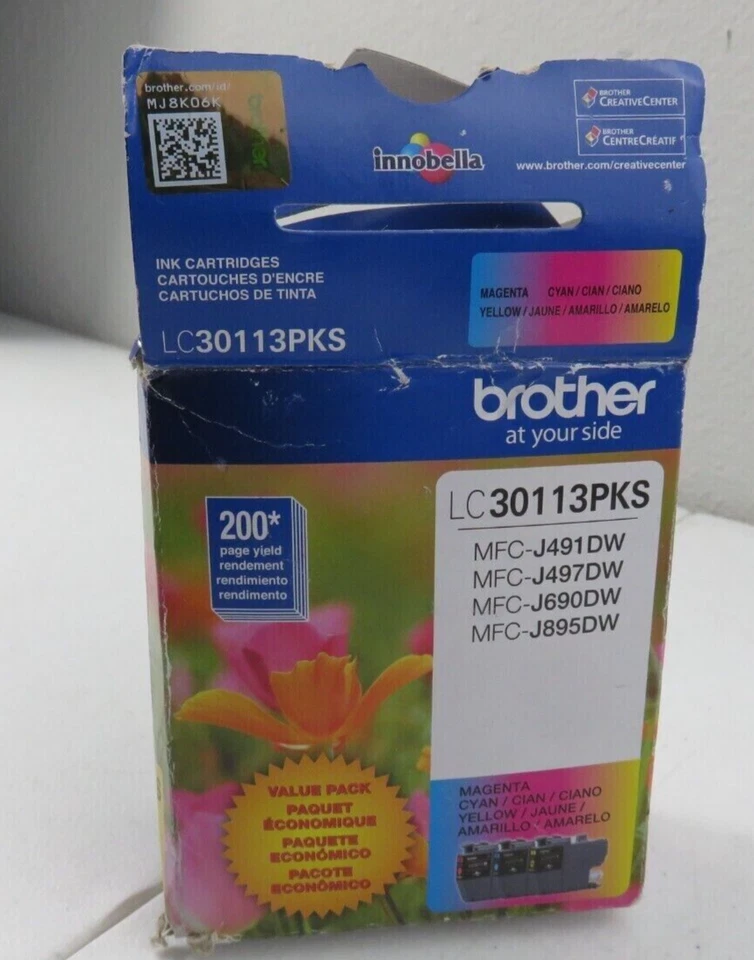 brother.com/id/
MJ8K06K
brother
innobella
BROTHER
CREATIVECENTER
BROTHER
CENTRECRÉATIF
www.brother.com/creativecenter
INK CARTRIDGES
CARTOUCHES D'ENCRE
CARTUCHOS DE TINTA
LC30113PKS
MAGENTA CYAN / CIAN / CIANO
YELLOW / JAUNE / AMARILLO / AMARELO
brother
at your side
LC30113PKS
MFC-J491DW
MFC-J497DW
MFC-J690DW
MFC-J895DW
200*
page yield
rendement
rendimiento
rendimento
VALUE PACK
PAQUET
ÉCONOMIQUE
PAQUETE
ECONÓMICO
PACOTE
ECONÔMICO
MAGENTA
CYAN / CIAN / CIANO
YELLOW / JAUNE /
AMARILLO / AMARELO